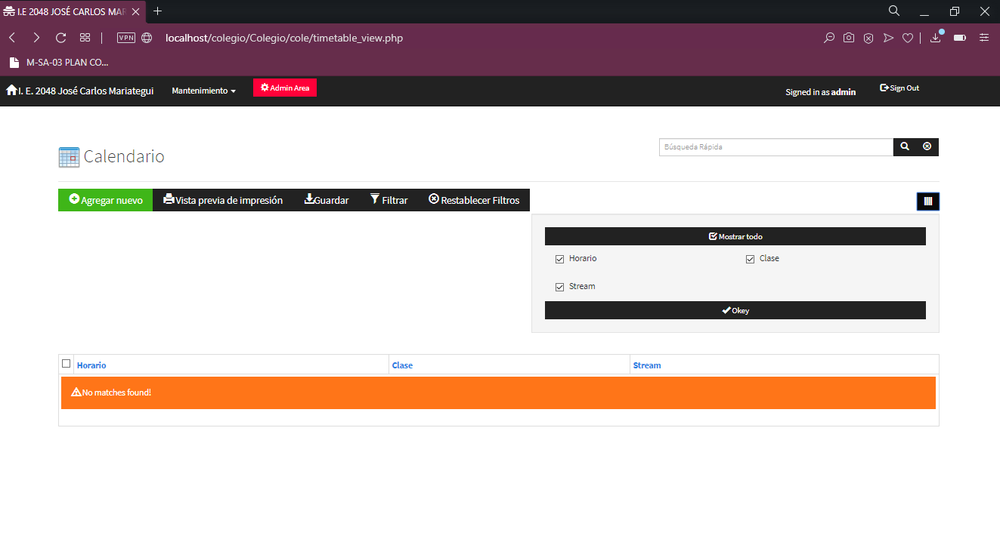 I.E 2048 JOSÉ CARLOS MAR
VPN
localhost/colegio/Colegio/cole/timetable_view.php
M-SA-03 PLAN CO...
I. E. 2048 José Carlos Mariategui
Mantenimiento
Admin Area
Signed in as admin
Sign Out
Calendario
Búsqueda Rápida
Agregar nuevo
Vista previa de impresión
Guardar
Filtrar
Restablecer Filtros
Mostrar todo
Horario
Clase
Stream
Okey
Horario
Clase
Stream
No matches found!